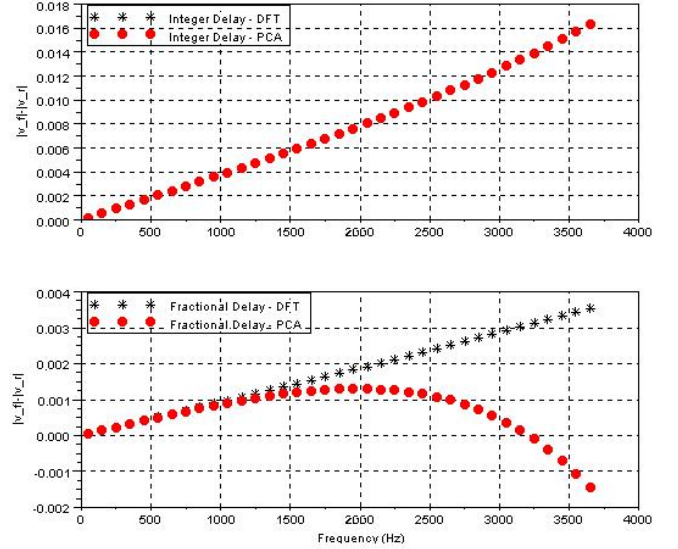 0.018
0.016
0.014
0.012
0.010
0.008
0.006
0.004
0.002
0.000
|v_f|-|v_r|
Integer Delay - DFT
Integer Delay - PCA
0 500 1000 1500 2000 2500 3000 3500 4000
0.004
0.003
0.002
0.001
0.000
-0.001
-0.002
|v_f|-|v_r|
Fractional Delay - DFT
Fractional Delay - PCA
0 500 1000 1500 2000 2500 3000 3500 4000
Frequency (Hz)